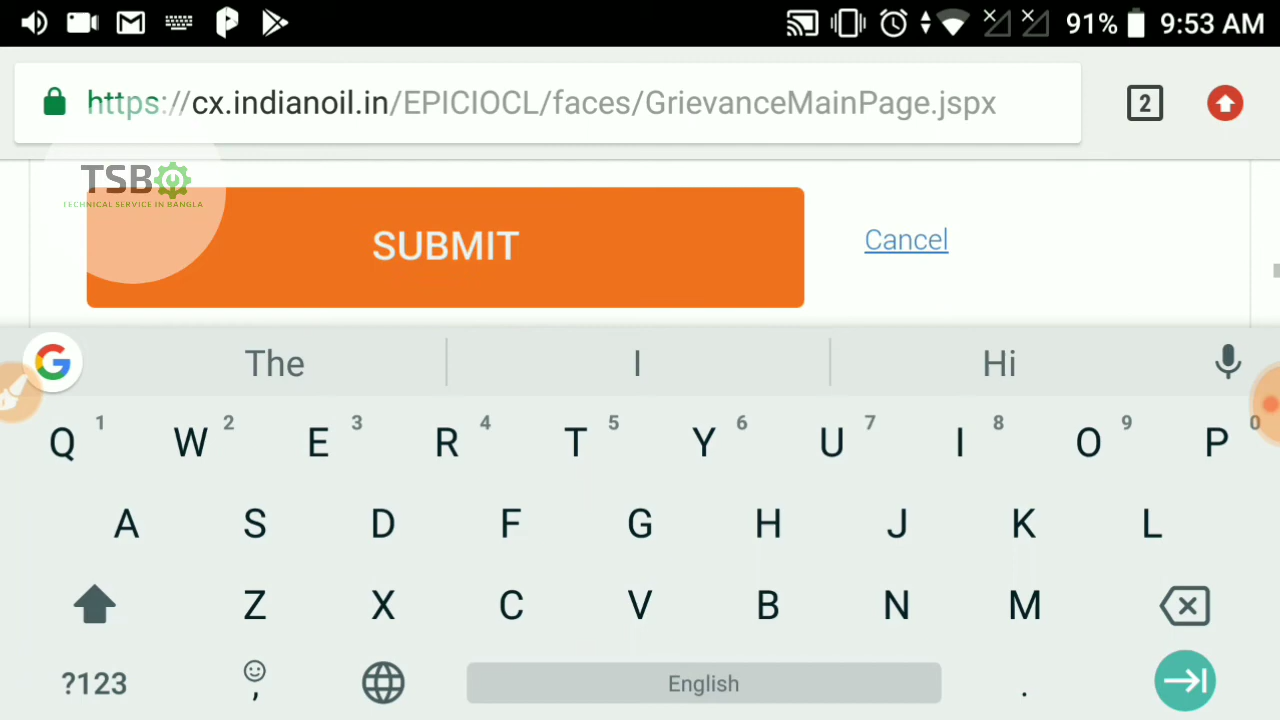 91% 9:53 AM
https://cx.indianoil.in/EPICIOCL/faces/GrievanceMainPage.jspx 2
TSB
TECHNICAL SERVICE IN BANGLA
SUBMIT Cancel
G The I Hi
Q 1 W 2 E 3 R 4 T 5 Y 6 U 7 I 8 O 9 P 0
A S D F G H J K L
Z X C V B N M
?123 , English .